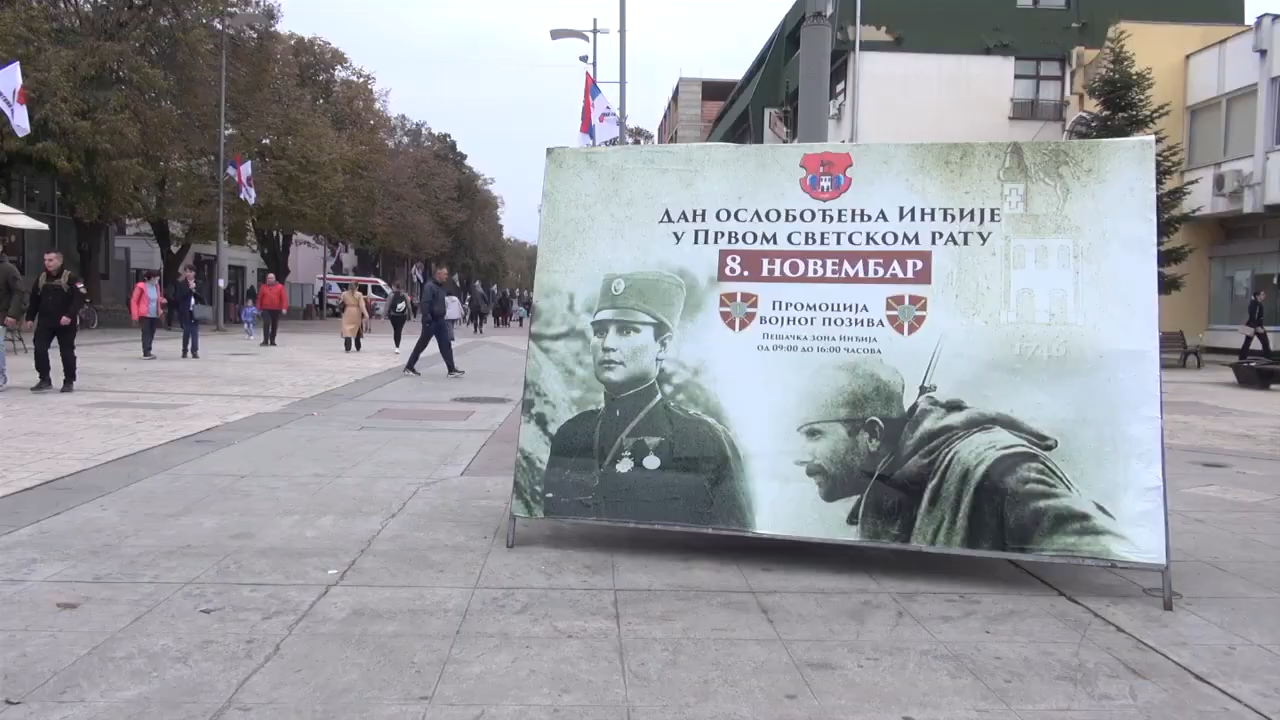 Дан ослобођења Инђије
у Првом светском рату
8. НОВЕМБАР
Промоција
војног позива
Пешачка зона Инђија
од 09:00 до 16:00 часова
1746